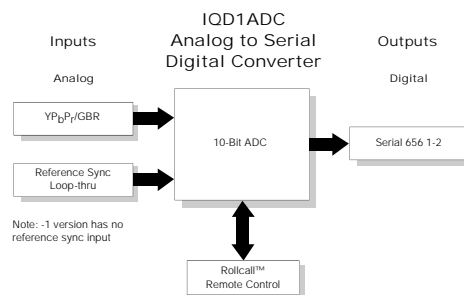 IQD1ADC
Analog to Serial
Digital Converter
Inputs
Outputs
Analog
Digital
YPbPr/GBR
10-Bit ADC
Serial 656 1-2
Reference Sync
Loop-thru
Note: -1 version has no
reference sync input
Rollcall™
Remote Control